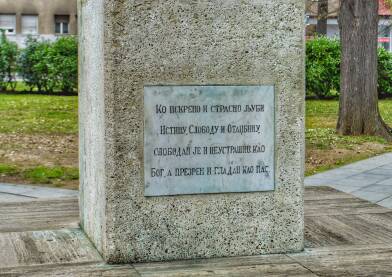 Ко искрено и страсно љуби
Истину, Слободу и Отаџбину,
слободан је и неустрашив као
Бог, а презрен и гладан као пас.